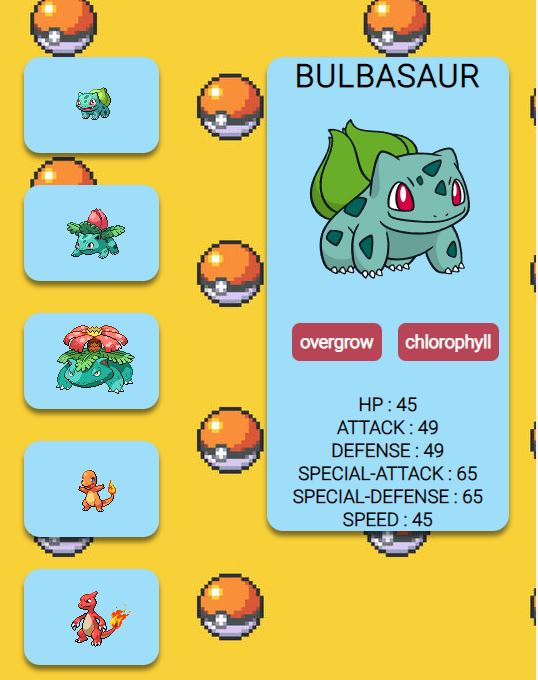 BULBASAUR
overgrow chlorophyll
HP : 45
ATTACK : 49
DEFENSE : 49
SPECIAL-ATTACK : 65
SPECIAL-DEFENSE : 65
SPEED : 45